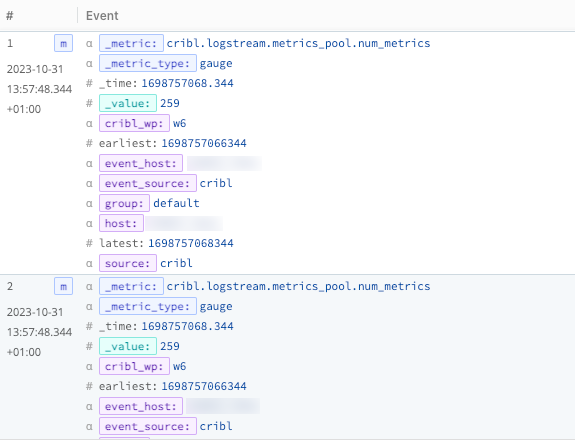 # Event
1 m α _metric: cribl.logstream.metrics_pool.num_metrics
α _metric_type: gauge
2023-10-31 # _time: 1698757068.344
13:57:48.344 # _value: 259
+01:00 α cribl_wp: w6
# earliest: 1698757066344
α event_host:
α event_source: cribl
α group: default
α host:
# latest: 1698757068344
α source: cribl
2 m α _metric: cribl.logstream.metrics_pool.num_metrics
α _metric_type: gauge
2023-10-31 # _time: 1698757068.344
13:57:48.344 # _value: 259
+01:00 α cribl_wp: w6
# earliest: 1698757066344
α event_host:
α event_source: cribl